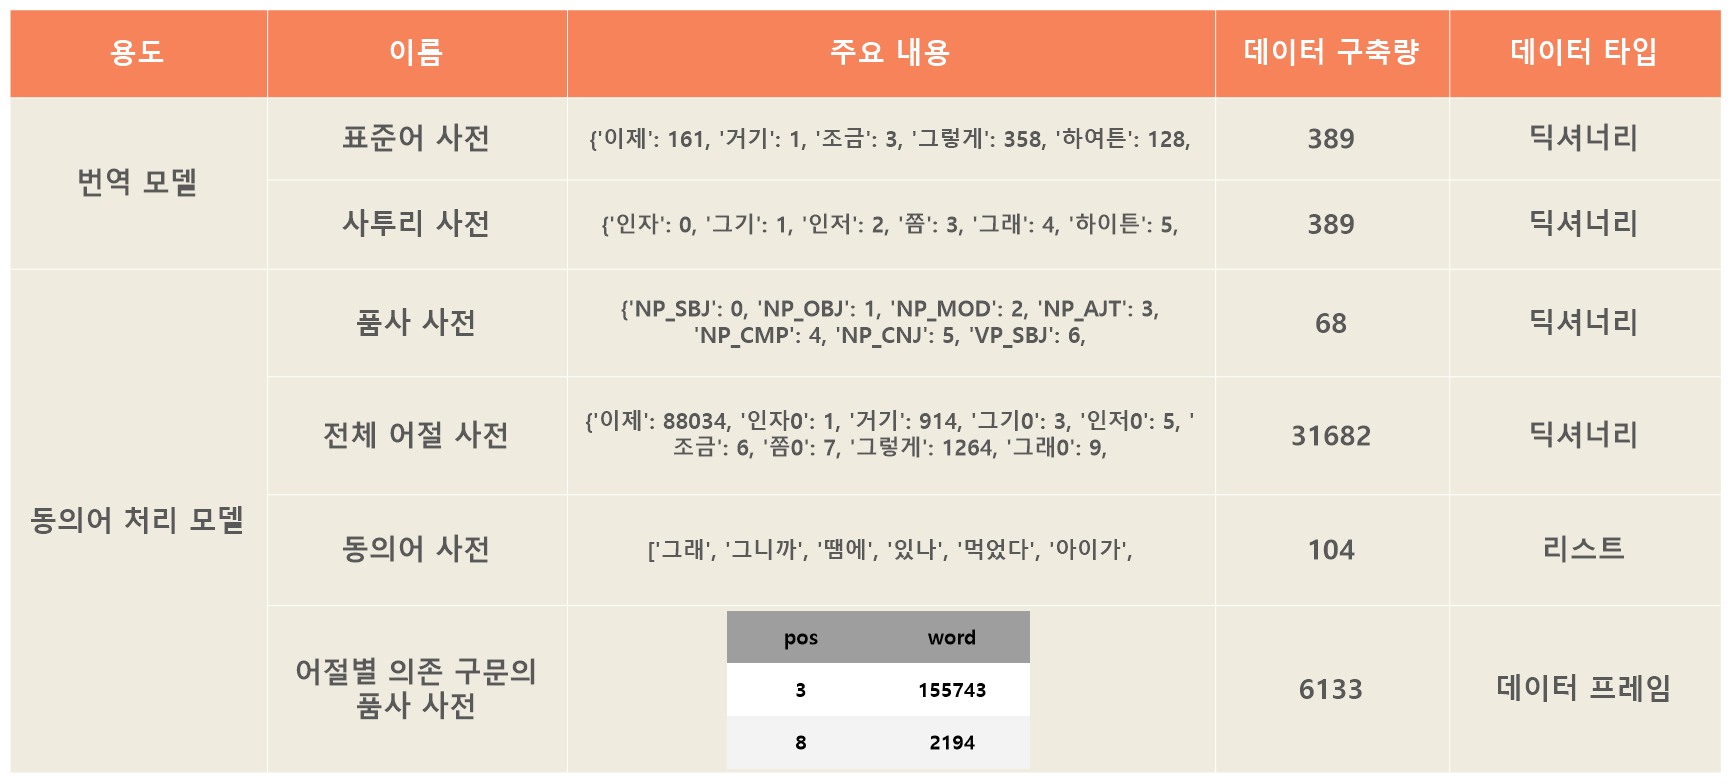 용도 이름 주요 내용 데이터 구축량 데이터 타입
번역 모델
표준어 사전 {'이제': 161, '거기': 1, '조금': 3, '그렇게': 358, '하여튼': 128, 389 딕셔너리
사투리 사전 {'인자': 0, '그기': 1, '인저': 2, '쫌': 3, '그래': 4, '하이튼': 5, 389 딕셔너리
동의어 처리 모델
품사 사전 {'NP_SBJ': 0, 'NP_OBJ': 1, 'NP_MOD': 2, 'NP_AJT': 3,
'NP_CMP': 4, 'NP_CNJ': 5, 'VP_SBJ': 6, 68 딕셔너리
전체 어절 사전 {'이제': 88034, '인자0': 1, '거기': 914, '그기0': 3, '인저0': 5, '
조금': 6, '쫌0': 7, '그렇게': 1264, '그래0': 9, 31682 딕셔너리
동의어 사전 ['그래', '그니까', '땜에', '있나', '먹었다', '아이가', 104 리스트
어절별 의존 구문의
품사 사전
pos word
3 155743
8 2194
6133 데이터 프레임